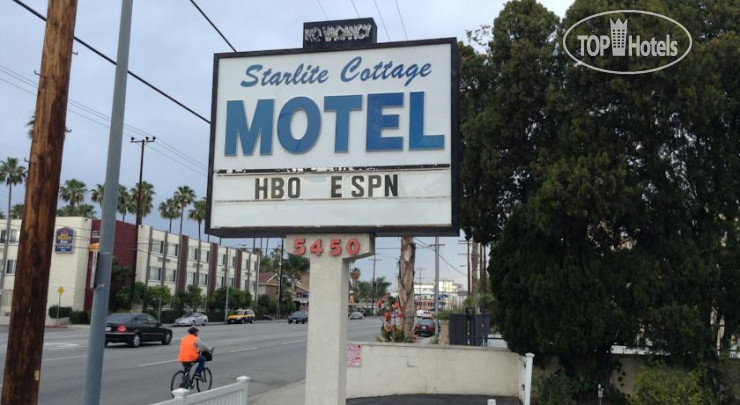 NO VACANCY
TOP Hotels
Starlite Cottage
MOTEL
HBO ESPN
5450